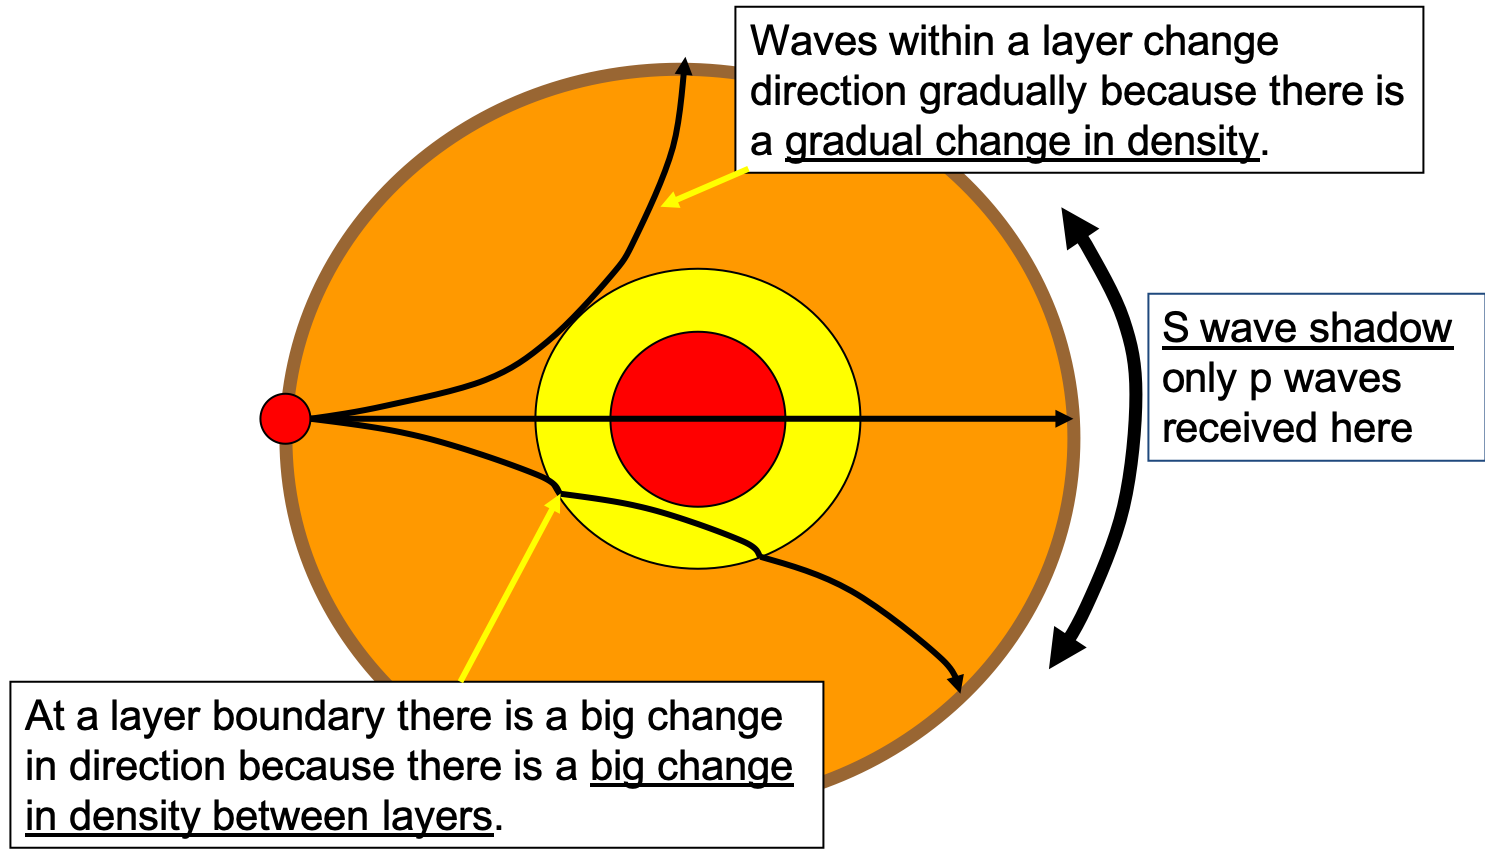 Waves within a layer change
direction gradually because there is
a gradual change in density.
S wave shadow
only p waves
received here
At a layer boundary there is a big change
in direction because there is a big change
in density between layers.